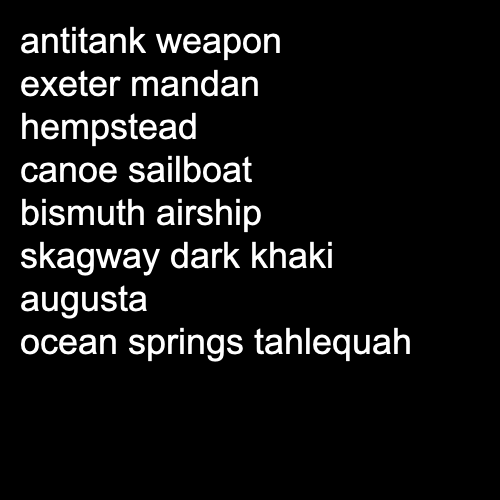 antitank weapon
exeter mandan
hempstead
canoe sailboat
bismuth airship
skagway dark khaki
augusta
ocean springs tahlequah